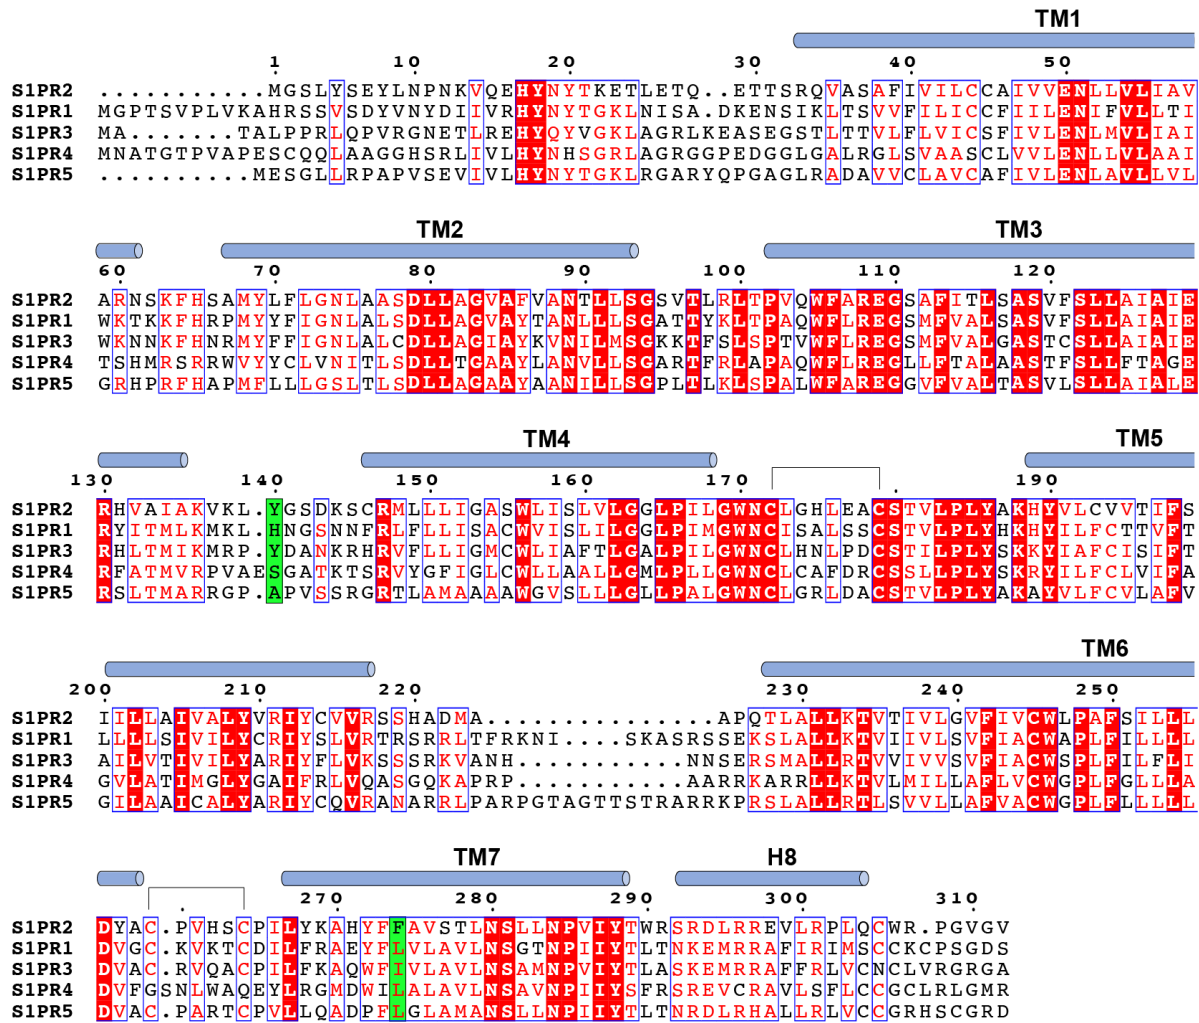 TM1
1 10 20 30 40 50
S1PR2 ...........MGSLYSEYLNPNKVQEHYNYTKETLETQ..ETTSRQVASAFIVILCCAIVVENLLVLIAV
S1PR1 MGPTSVPLVKAHRSSVSDYVNYDIIVRHYNYTGKLNISA.DKENSIKLTSVVFILICCFIILENIFVLLTI
S1PR3 MA.......TALPPRLQPVRGNETLREHYQYVGKLAGRLKEASEGSTLTTVLFLVICSFIVLENLMVLIAI
S1PR4 MNATGTPVAPESCQQLAAGGHSRLIVLHYNHSGRLAGRGGPEDGGLGALRGLSVAASCLVVLENLLVLAAI
S1PR5 ..........MESGLLRPAPVSEVIVLHYNYTGKLRGARYQPGAGLRADAVVCLAVCAFIVLENLAVLLVL
TM2 TM3
60 70 80 90 100 110 120
S1PR2 ARNSKFHSAMYLFLGNLAASDLLAGVAFVANTLLSGSVTLRLTPVQWFAREGSAFITLSASVFSLLAIAIE
S1PR1 WKTKKFHRPMYYFIGNLALSDLLAGVAYTANLLLSGATTYKLTPAQWFLREGSMFVALSASVFSLLAIAIE
S1PR3 WKNNKFHNRMYFFIGNLALCDLLAGIAYKVNILMSGKKTFSLSPTVWFLREGSMFVALGASTCSLLAIAIE
S1PR4 TSHMRSRRWVYYCLVNITLSDLLTGAAYLANVLLSGARTFRLAPAQWFLREGLLFTALAASTFSLLFTAGE
S1PR5 GRHPRFHAPMFLLLGSLTLSDLLAGAAYAANILLSGPLTLKLSPALWFAREGGVFVALTASVLSLLAIALE
TM4 TM5
130 140 150 160 170 190
S1PR2 RHVAIAKVKL.YGSDKSCRMLLLIGASWLISLVLGGLPILGWNCLGHLEACSTVLPLYAKHYVLCVVTIFS
S1PR1 RYITMLKMKL.HNGSNNFRLFLLISACWVISLILGGLPIMGWNCISALSSCSTVLPLYHKHYILFCTTVFT
S1PR3 RHLTMIKMRP.YDANKRHRVFLLIGMCWLIAFTLGALPILGWNCLHNLPDCSTILPLYSKKYIAFCISIFT
S1PR4 RFATMVRPVAESGATKTSRVYGFIGLCWLLAALLGMLPLLGWNCLCAFDRCSSLLPLYSKRYILFCLVIFA
S1PR5 RSLTMARRGP.APVSSRGRTLAMAAAAWGVSLLLGLLPALGWNCLGRLDACSTVLPLYAKAYVLFCVLAFV
TM6
200 210 220 230 240 250
S1PR2 IILLAIVALYVRIYCVVRSSHADMA...............APQTLALLKTVTIVLGVFIVCWLPAFSILLL
S1PR1 LLLLSIVILYCRIYSLVRTRSRRLTFRKNI....SKASRSSEKSLALLKTVIIVLSVFIACWAPLFILLLL
S1PR3 AILVTIVILYARIYFLVKSSSRKVANH...........NNSERSMALLRTVVIVVSVFIACWSPLFILFLI
S1PR4 GVLATIMGLYGAIFRLVQASGQKAPRP...........AARRKARRLLKTVLMILLAFLVCWGPLFGLLLA
S1PR5 GILAAICALYARIYCQVRANARRLPARPGTAGTTSTRARRKPRSLALLRTLSVVLLAFVACWGPLFLLLLL
TM7 H8
270 280 290 300 310
S1PR2 DYAC.PVHSCPILYKAHYFFAVSTLNSLLNPVIYTWRSRDLRREVLRPLQCWR.PGVGV
S1PR1 DVGC.KVKTCDILFRAEYFLVLAVLNSGTNPIIYTLTNKEMRRAFIRIMSCCKCPSGDS
S1PR3 DVAC.RVQACPILFKAQWFIVLAVLNSAMNPVIYTLASKEMRRAFFRLVCNCLVRGRGA
S1PR4 DVFGSNLWAQEYLRGMDWILALAVLNSAVNPIIYSFRSREVCRAVLSFLCCGCLRLGMR
S1PR5 DVAC.PARTCPVLLQADPFLGLAMANSLLNPIIYTLTNRDLRHALLRLVCCGRHSCGRD